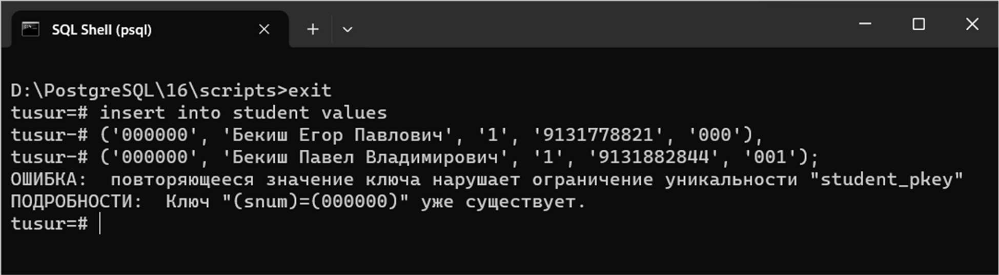 SQL Shell (psql)
D:\PostgreSQL\16\scripts>exit
tusur=# insert into student values
tusur-# ('000000', 'Бекиш Егор Павлович', '1', '9131778821', '000'),
tusur-# ('000000', 'Бекиш Павел Владимирович', '1', '9131882844', '001');
ОШИБКА:  повторяющееся значение ключа нарушает ограничение уникальности "student_pkey"
ПОДРОБНОСТИ:  Ключ "(snum)=(000000)" уже существует.
tusur=#